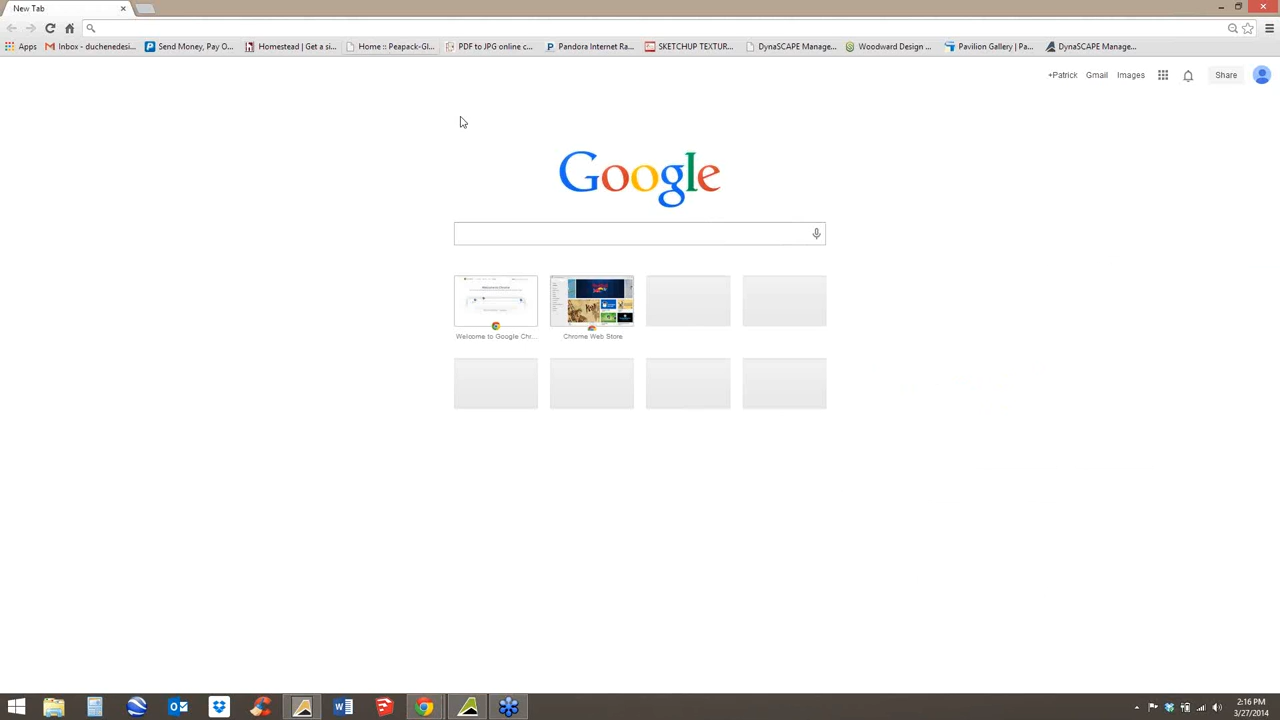 New Tab
Apps Inbox - duchenedesi... Send Money, Pay O... Homestead | Get a si... Home :: Peapack-Gl... PDF to JPG online c... Pandora Internet Ra... SKETCHUP TEXTUR... DynaSCAPE Manage... Woodward Design ... Pavilion Gallery | Pa... DynaSCAPE Manage...
+Patrick Gmail Images Share
Google
Welcome to Google Chr... Chrome Web Store
2:16 PM
3/27/2014